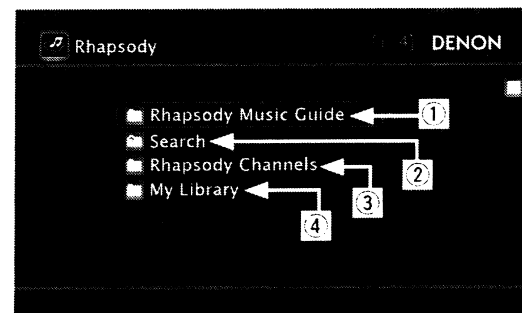 Rhapsody
DENON
Rhapsody Music Guide ①
Search ②
Rhapsody Channels ③
My Library ④